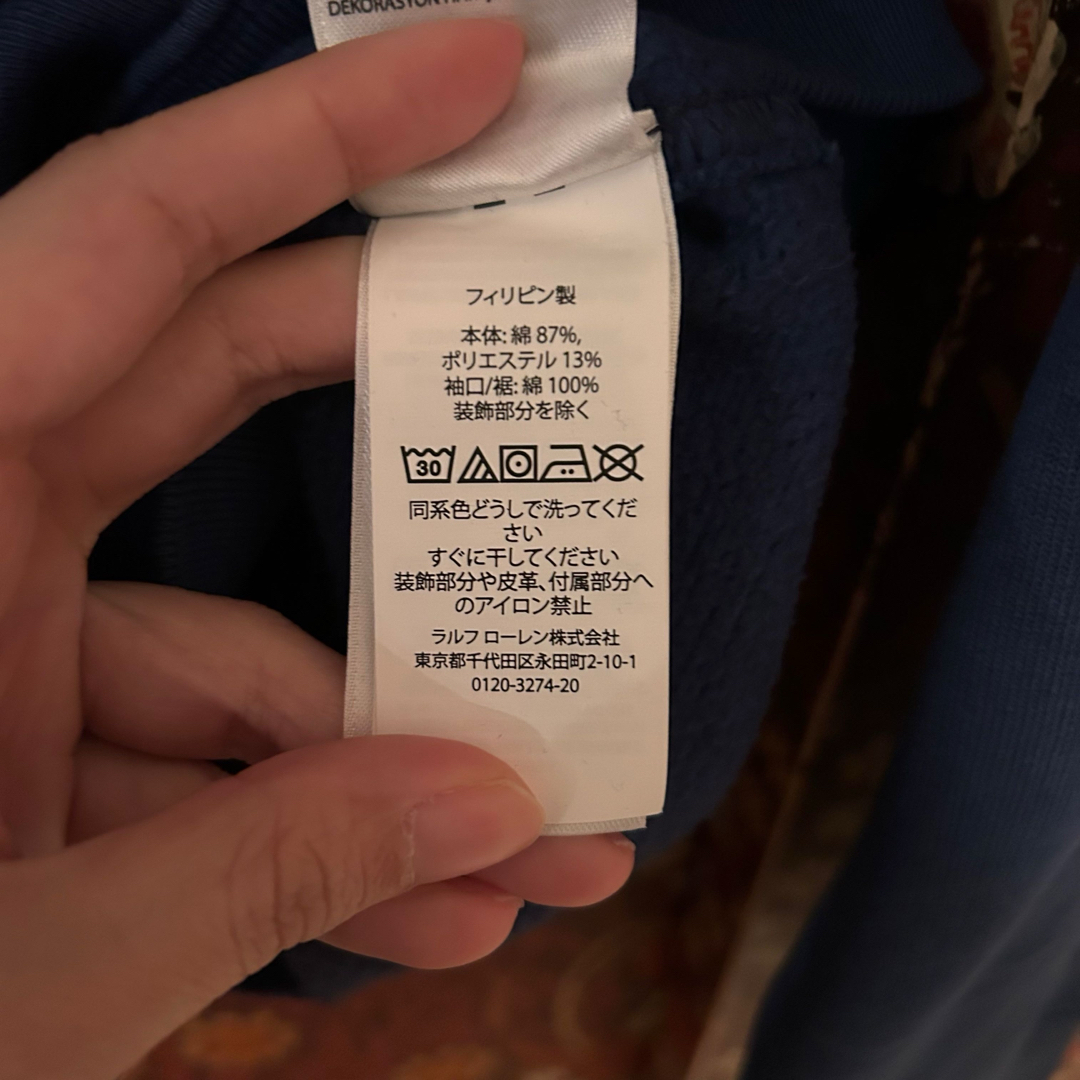 DEKORASYON
フィリピン製
本体: 綿 87%,
ポリエステル 13%
袖口/裾: 綿 100%
装飾部分を除く
30
同系色どうしで洗ってくだ
さい
すぐに干してください
装飾部分や皮革、付属部分へ
のアイロン禁止
ラルフ ローレン株式会社
東京都千代田区永田町2-10-1
0120-3274-20